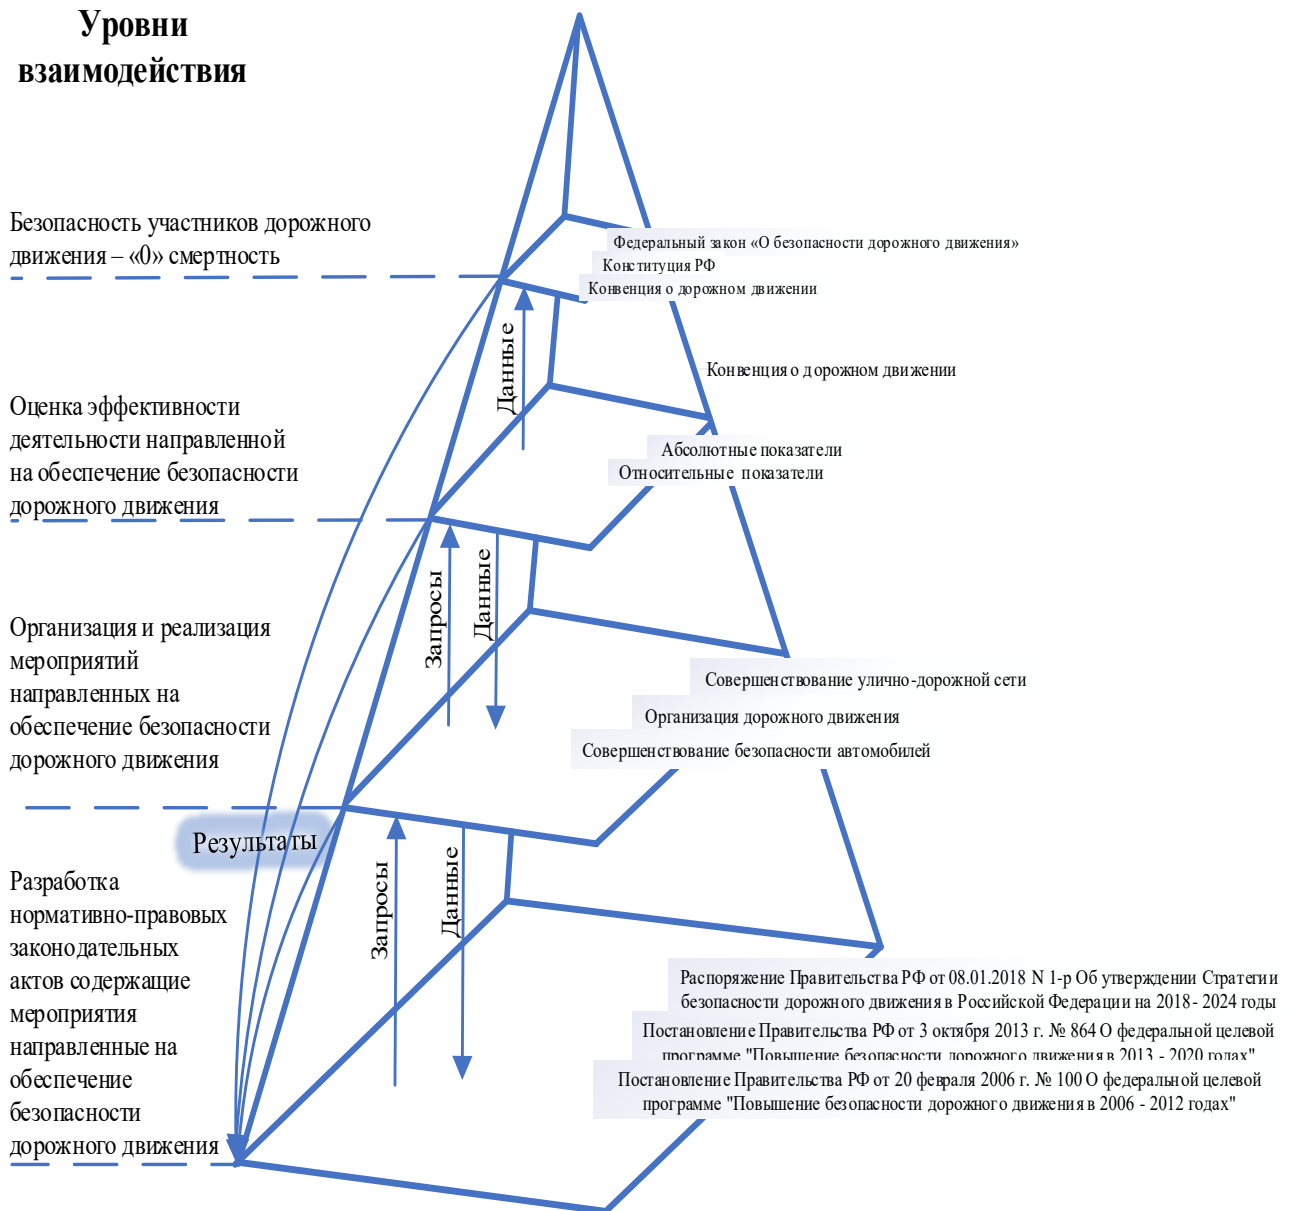 Уровни
взаимодействия
Безопасность участников дорожного
движения – «0» смертность
Федеральный закон «О безопасности дорожного движения»
Конституция РФ
Конвенция о дорожном движении
Данные
Конвенция о дорожном движении
Оценка эффективности
деятельности направленной
на обеспечение безопасности
дорожного движения
Абсолютные показатели
Относительные показатели
Запросы
Данные
Организация и реализация
мероприятий
направленных на
обеспечение безопасности
дорожного движения
Совершенствование улично-дорожной сети
Организация дорожного движения
Совершенствование безопасности автомобилей
Результаты
Запросы
Данные
Разработка
нормативно-правовых
законодательных
актов содержащие
мероприятия
направленные на
обеспечение
безопасности
дорожного движения
Распоряжение Правительства РФ от 08.01.2018 N 1-р Об утверждении Стратегии
безопасности дорожного движения в Российской Федерации на 2018- 2024 годы
Постановление Правительства РФ от 3 октября 2013 г. № 864 О федеральной целевой
программе "Повышение безопасности дорожного движения в 2013 - 2020 годах"
Постановление Правительства РФ от 20 февраля 2006 г. № 100 О федеральной целевой
программе "Повышение безопасности дорожного движения в 2006 - 2012 годах"